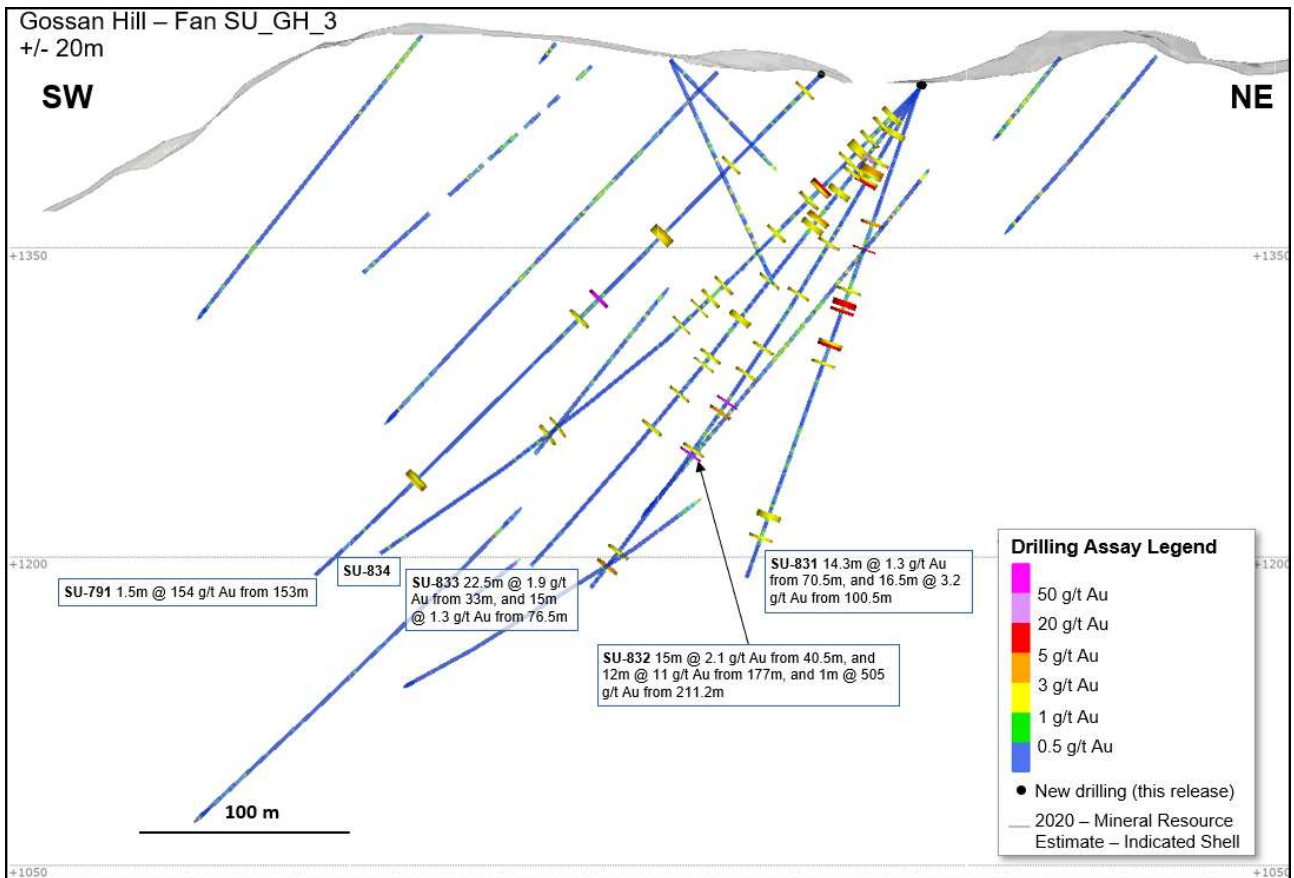 Gossan Hill – Fan SU_GH_3
+/- 20m
SW
NE
+1350
+1350
+1200
+1200
SU-791 1.5m @ 154 g/t Au from 153m
SU-834
SU-833 22.5m @ 1.9 g/t
Au from 33m, and 15m
@ 1.3 g/t Au from 76.5m
SU-831 14.3m @ 1.3 g/t Au
from 70.5m, and 16.5m @ 3.2
g/t Au from 100.5m
SU-832 15m @ 2.1 g/t Au from 40.5m, and
12m @ 11 g/t Au from 177m, and 1m @ 505
g/t Au from 211.2m
Drilling Assay Legend
50 g/t Au
20 g/t Au
5 g/t Au
3 g/t Au
1 g/t Au
0.5 g/t Au
New drilling (this release)
2020 – Mineral Resource
Estimate – Indicated Shell
100 m
+1050
+1050